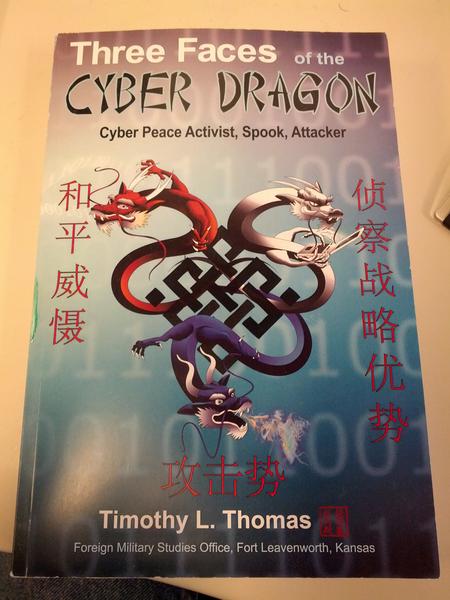 Three Faces of the
CYBER DRAGON
Cyber Peace Activist, Spook, Attacker
和平威慑
侦察战略优势
攻击势
Timothy L. Thomas
Foreign Military Studies Office, Fort Leavenworth, Kansas